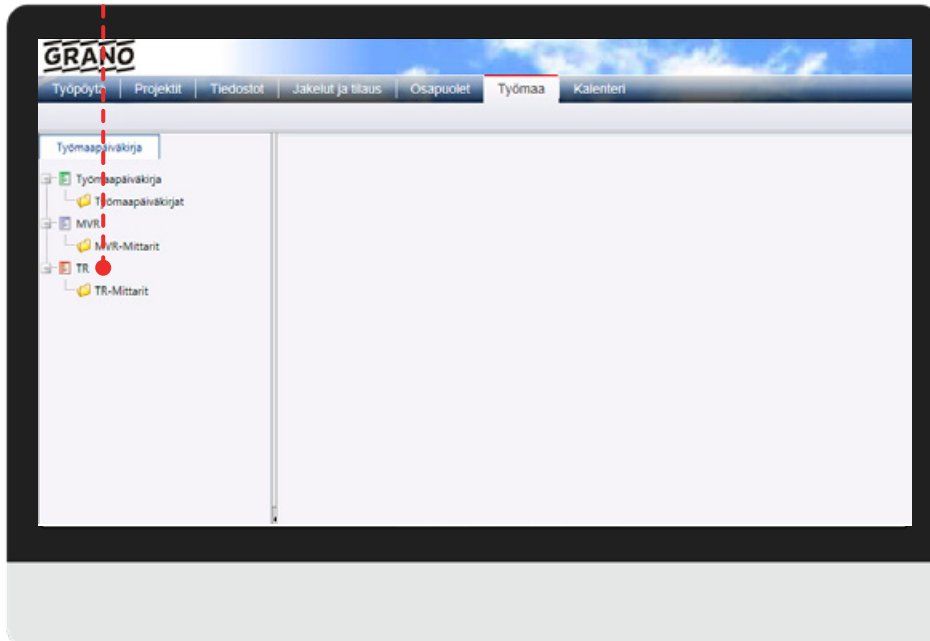 GRANO
Työpöytä Projektit Tiedostot Jakelut ja tilaus Osapuolet Työmaa Kalenteri
Työmaapäiväkirja
Työmaapäiväkirja
Työmaapäiväkirjat
MVR
MVR-Mittarit
TR
TR-Mittarit